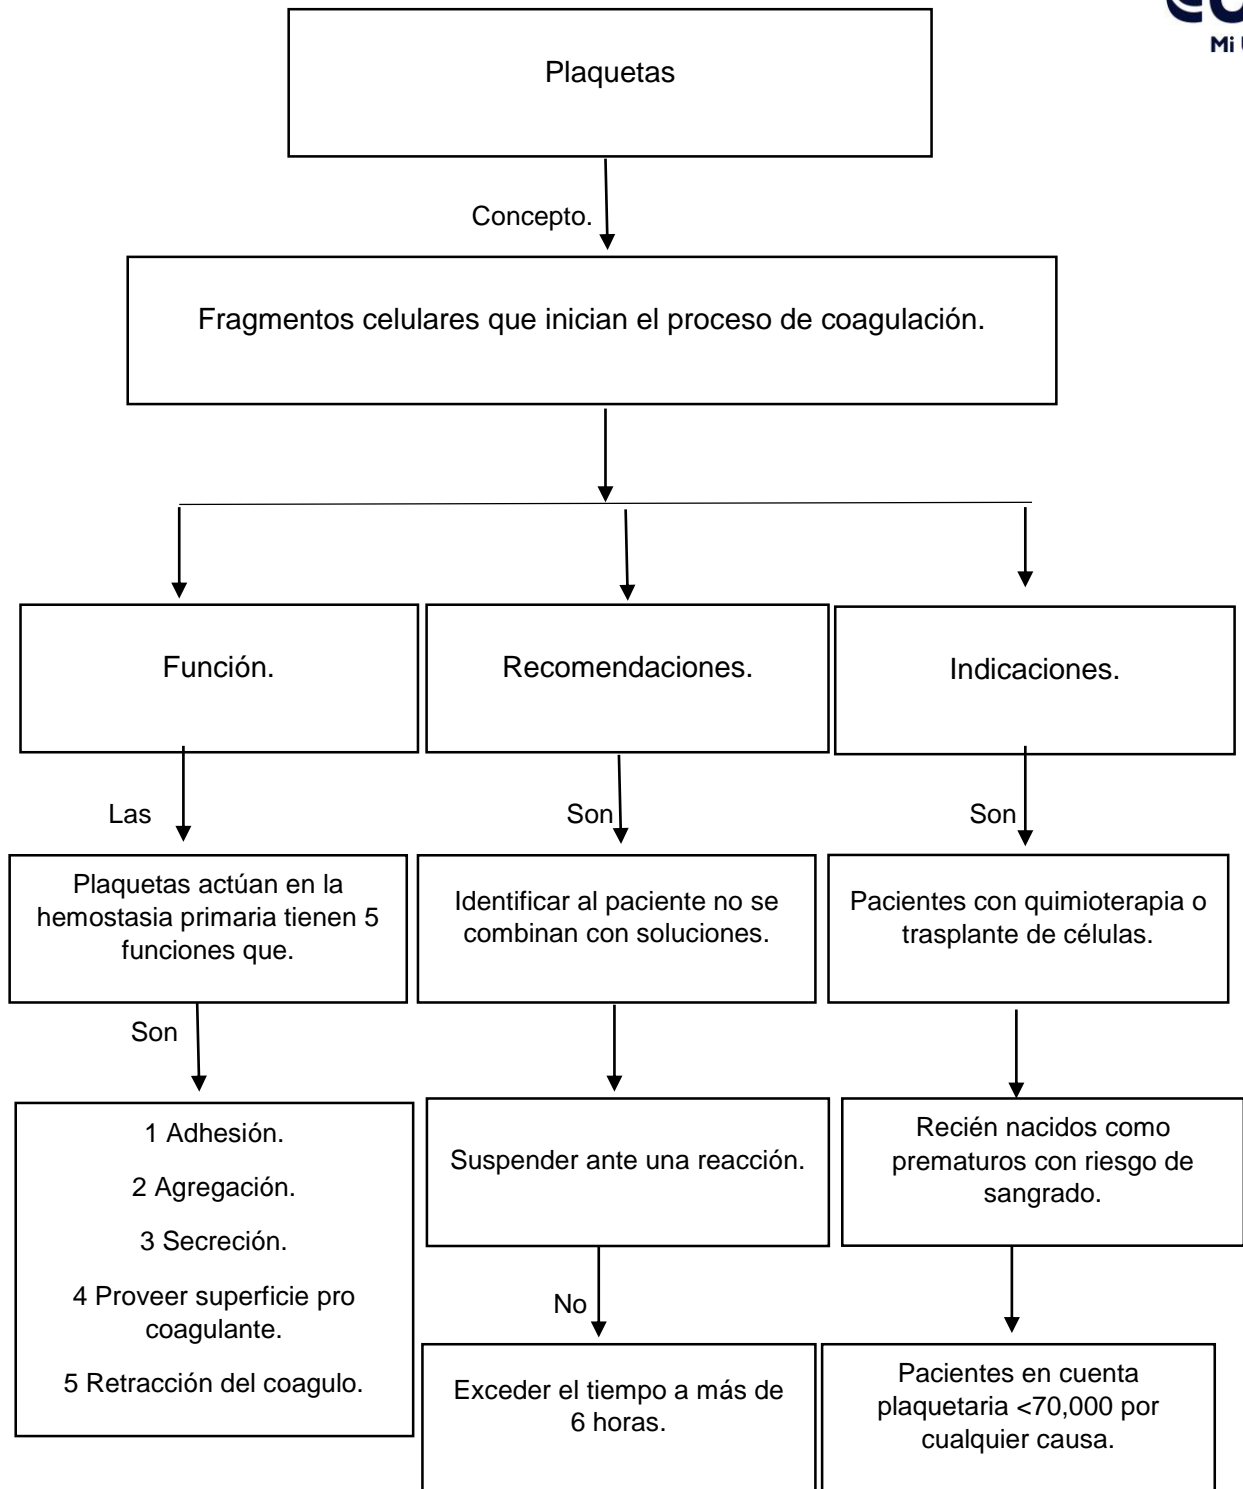 Mi
Plaquetas
Concepto.
Fragmentos celulares que inician el proceso de coagulación.
Función.
Recomendaciones.
Indicaciones.
Las
Son
Son
Plaquetas actúan en la
hemostasia primaria tienen 5
funciones que.
Identificar al paciente no se
combinan con soluciones.
Pacientes con quimioterapia o
trasplante de células.
Son
1 Adhesión.
2 Agregación.
3 Secreción.
4 Proveer superficie pro
coagulante.
5 Retracción del coagulo.
Suspender ante una reacción.
Recién nacidos como
prematuros con riesgo de
sangrado.
No
Exceder el tiempo a más de
6 horas.
Pacientes en cuenta
plaquetaria <70,000 por
cualquier causa.